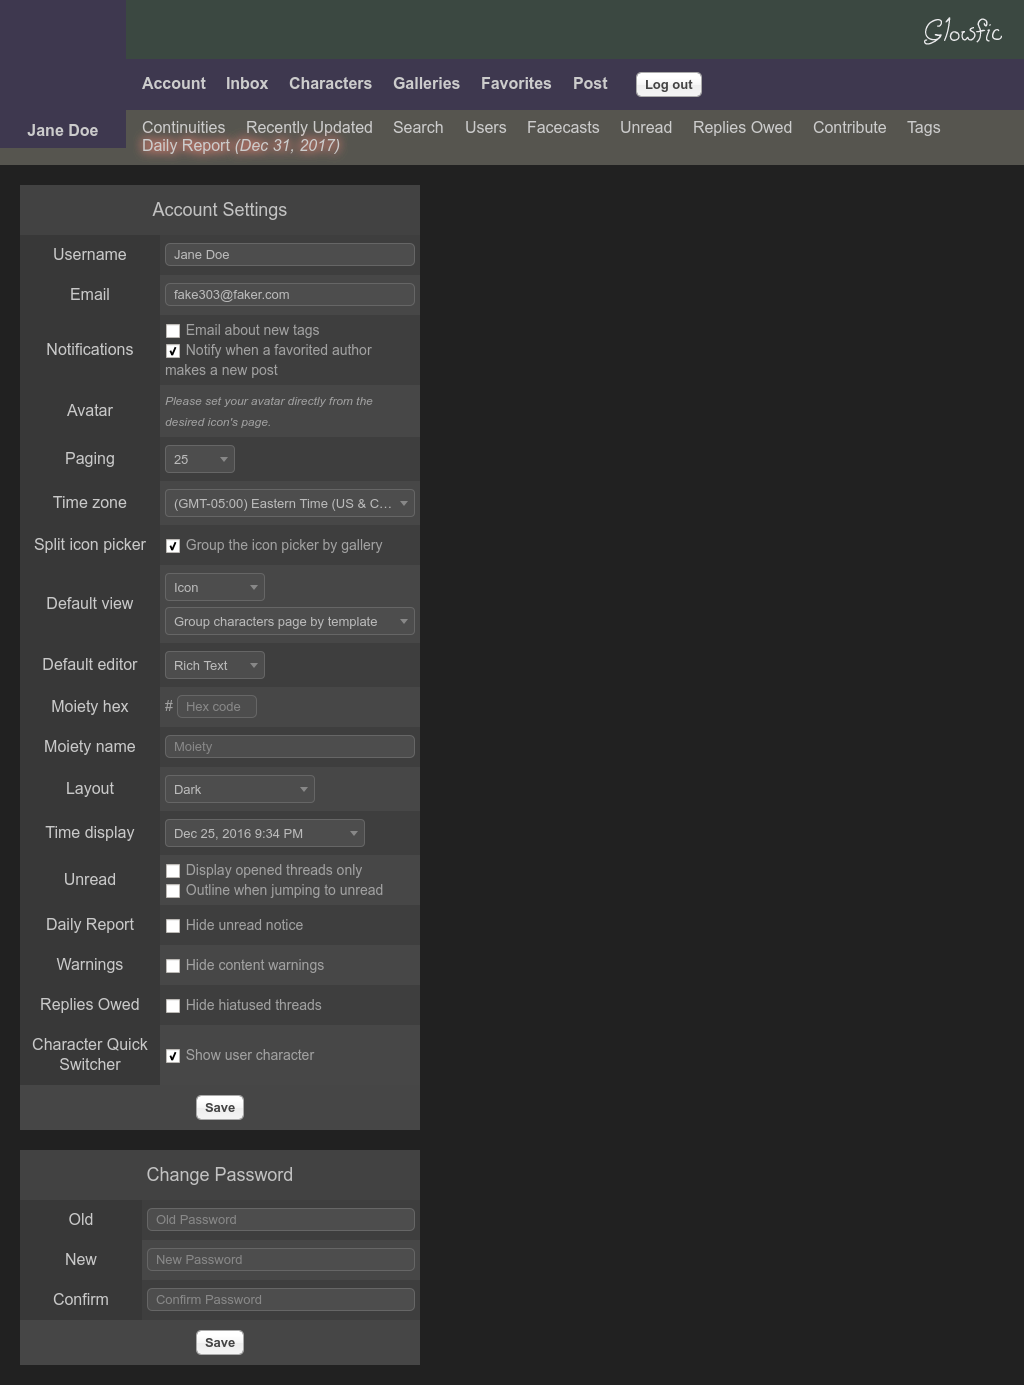 Glowfic
Account Inbox Characters Galleries Favorites Post Log out
Jane Doe
Continuities Recently Updated Search Users Facecasts Unread Replies Owed Contribute Tags
Daily Report (Dec 31, 2017)
Account Settings
Username Jane Doe
Email fake303@faker.com
Notifications
Email about new tags
Notify when a favorited author
makes a new post
Avatar
Please set your avatar directly from the
desired icon's page.
Paging 25
Time zone (GMT-05:00) Eastern Time (US & C...
Split icon picker Group the icon picker by gallery
Default view
Icon
Group characters page by template
Default editor Rich Text
Moiety hex # Hex code
Moiety name Moiety
Layout Dark
Time display Dec 25, 2016 9:34 PM
Unread
Display opened threads only
Outline when jumping to unread
Daily Report Hide unread notice
Warnings Hide content warnings
Replies Owed Hide hiatused threads
Character Quick
Switcher
Show user character
Save
Change Password
Old Old Password
New New Password
Confirm Confirm Password
Save